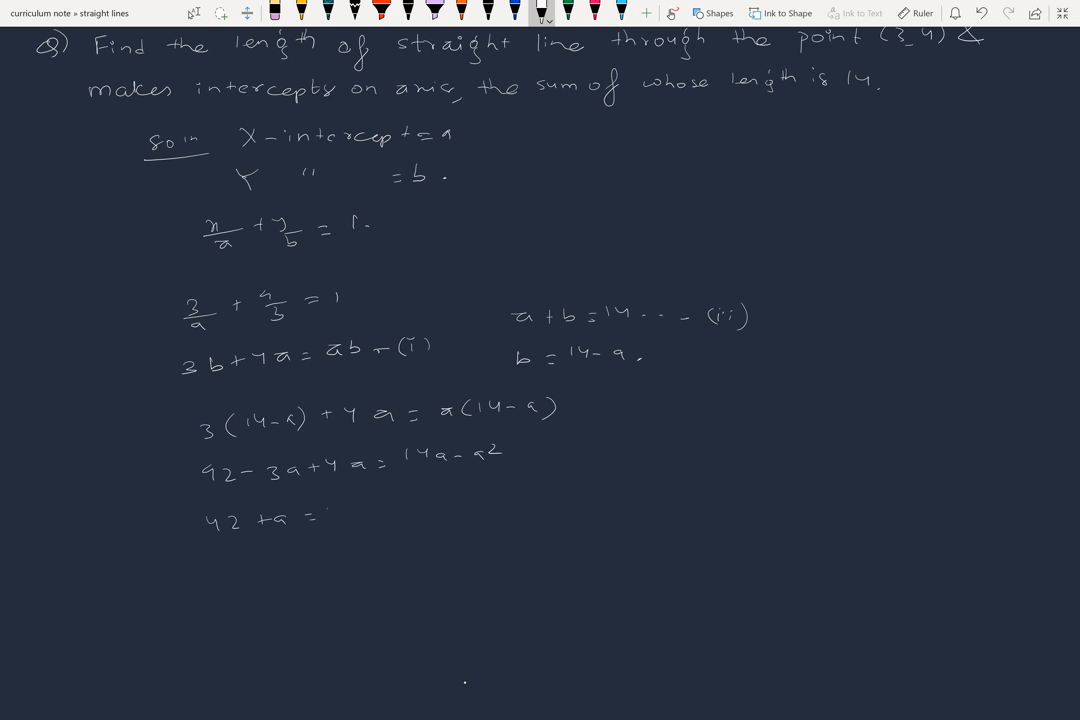 curriculum note » straight lines
Shapes Ink to Shape Ink to Text Ruler
Q) Find the length of straight line through the point (3,4) &
makes intercepts on axis, the sum of whose length is 14.
Soln X-intercept = a
Y " = b.
x/a + y/b = 1.
3/a + 4/3 = 1
3b + 4a = ab - (i)
a + b = 14 ... - (ii)
b = 14 - a.
3(14 - a) + 4a = a(14 - a)
42 - 3a + 4a = 14a - a²
42 + a =